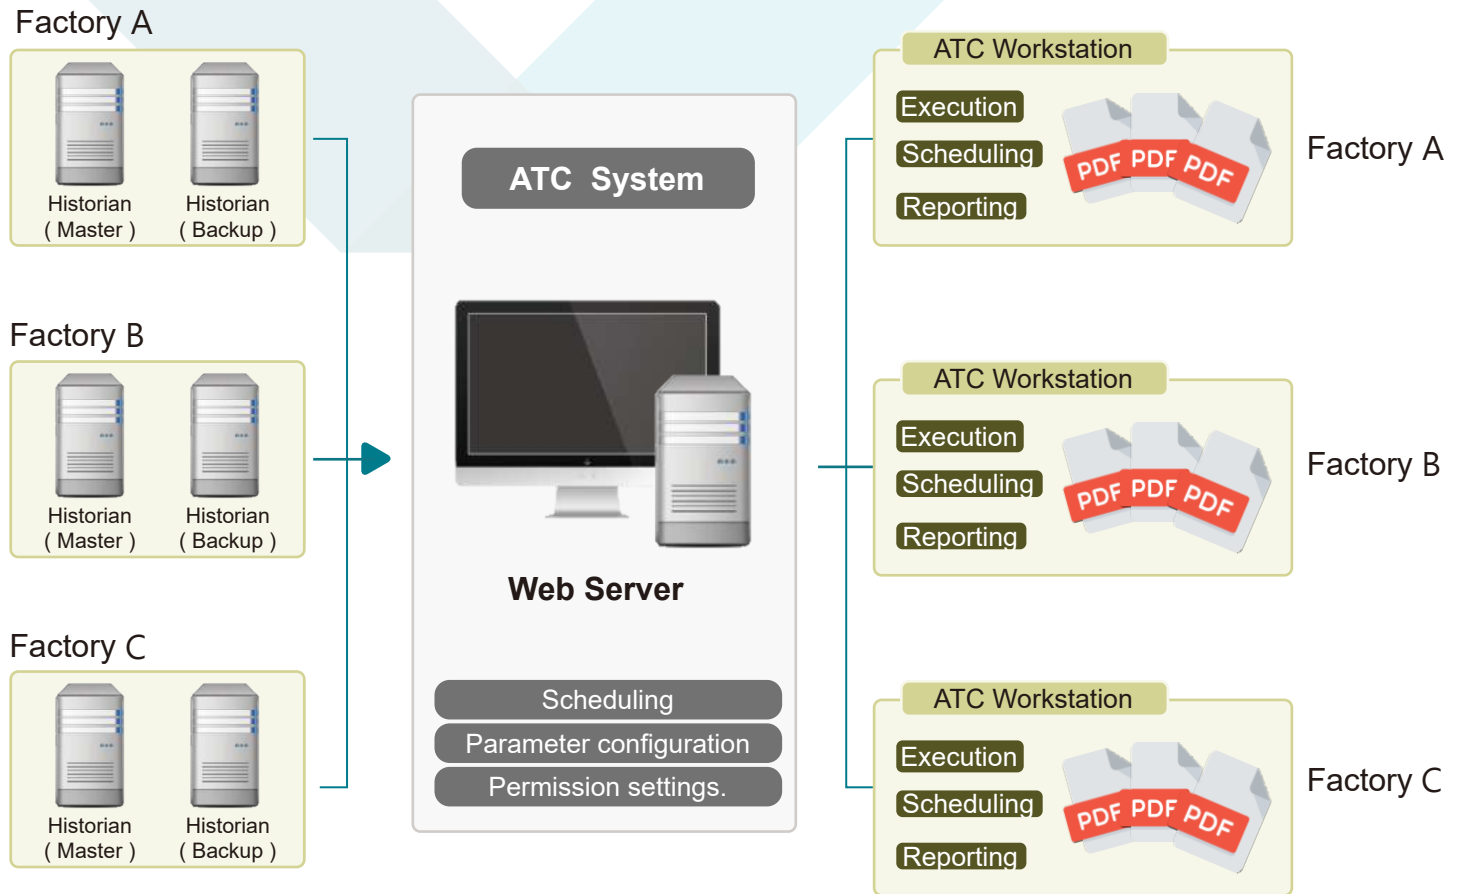 Factory A
Historian
( Master )
Historian
( Backup )
Factory B
Historian
( Master )
Historian
( Backup )
Factory C
Historian
( Master )
Historian
( Backup )
ATC System
Web Server
Scheduling
Parameter configuration
Permission settings.
ATC Workstation
Execution
Scheduling
Reporting
PDF
PDF
PDF
Factory A
ATC Workstation
Execution
Scheduling
Reporting
PDF
PDF
PDF
Factory B
ATC Workstation
Execution
Scheduling
Reporting
PDF
PDF
PDF
Factory C